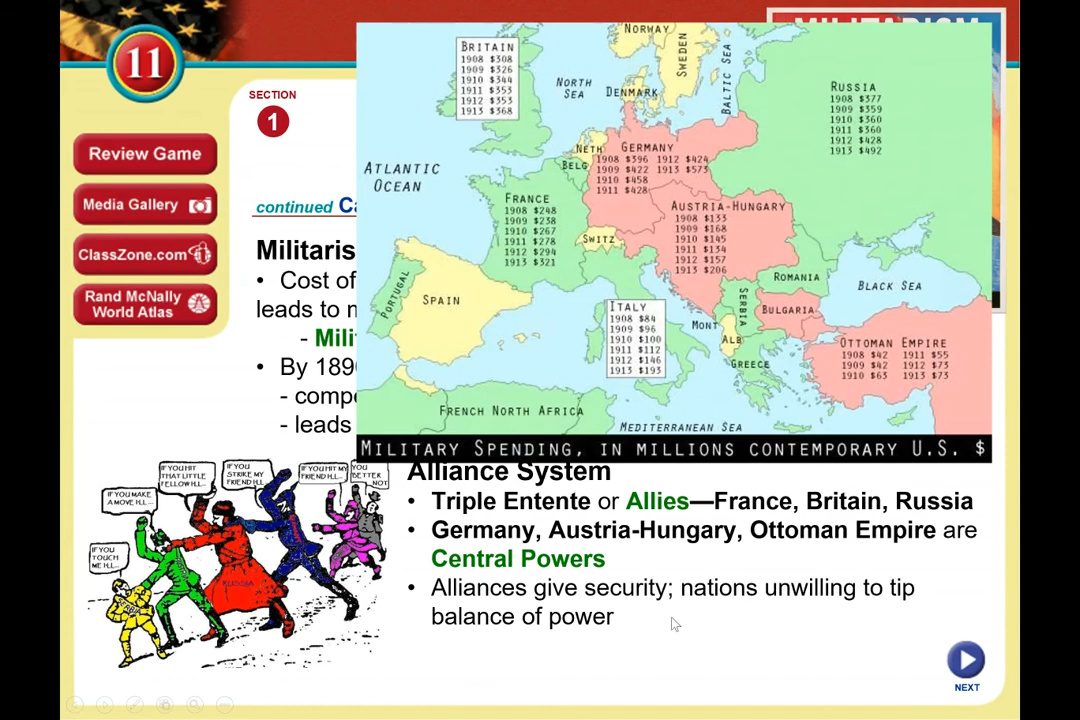 MILITARISM
11
SECTION
1
Review Game
Media Gallery
ClassZone.com
Rand McNally
World Atlas
continued
Militaris
• Cost of
leads to
- Mili
• By 189
- comp
- leads
NORWAY
SWEDEN
BALTIC SEA
NORTH
SEA
DENMARK
BRITAIN
1908 $308
1909 $326
1910 $344
1911 $353
1912 $353
1913 $368
RUSSIA
1908 $377
1909 $359
1910 $360
1911 $360
1912 $428
1913 $492
ATLANTIC
OCEAN
NETH
BELG
GERMANY
1908 $396 1912 $424
1909 $422 1913 $573
1910 $458
1911 $428
FRANCE
1908 $248
1909 $238
1910 $267
1911 $278
1912 $294
1913 $321
AUSTRIA-HUNGARY
1908 $133
1909 $168
1910 $145
1911 $134
1912 $157
1913 $206
SWITZ
PORTUGAL
SPAIN
ITALY
1908 $84
1909 $96
1910 $100
1911 $112
1912 $146
1913 $193
ROMANIA
BLACK SEA
SERBIA
BULGARIA
MONT
ALB
GREECE
OTTOMAN EMPIRE
1908 $42 1911 $55
1909 $42 1912 $73
1910 $63 1913 $73
FRENCH NORTH AFRICA
MEDITERRANEAN SEA
MILITARY SPENDING, IN MILLIONS CONTEMPORARY U.S. $
IF YOU
TOUCH
ME ILL..
IF YOU MAKE
A MOVE ILL...
IF YOU HIT
THAT LITTLE
FELLOW ILL...
IF YOU
STRIKE MY
FRIEND ILL
IF YOU HIT MY
FRIEND ILL...
YOU
BETTER
NOT
RUSSIA
Alliance System
• Triple Entente or Allies—France, Britain, Russia
• Germany, Austria-Hungary, Ottoman Empire are
Central Powers
• Alliances give security; nations unwilling to tip
balance of power
NEXT